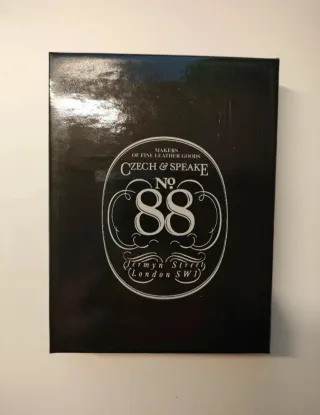 MAKERS
OF FINE LEATHER GOODS
CZECH & SPEAKE
No.
88
Jermyn Street
London SW1